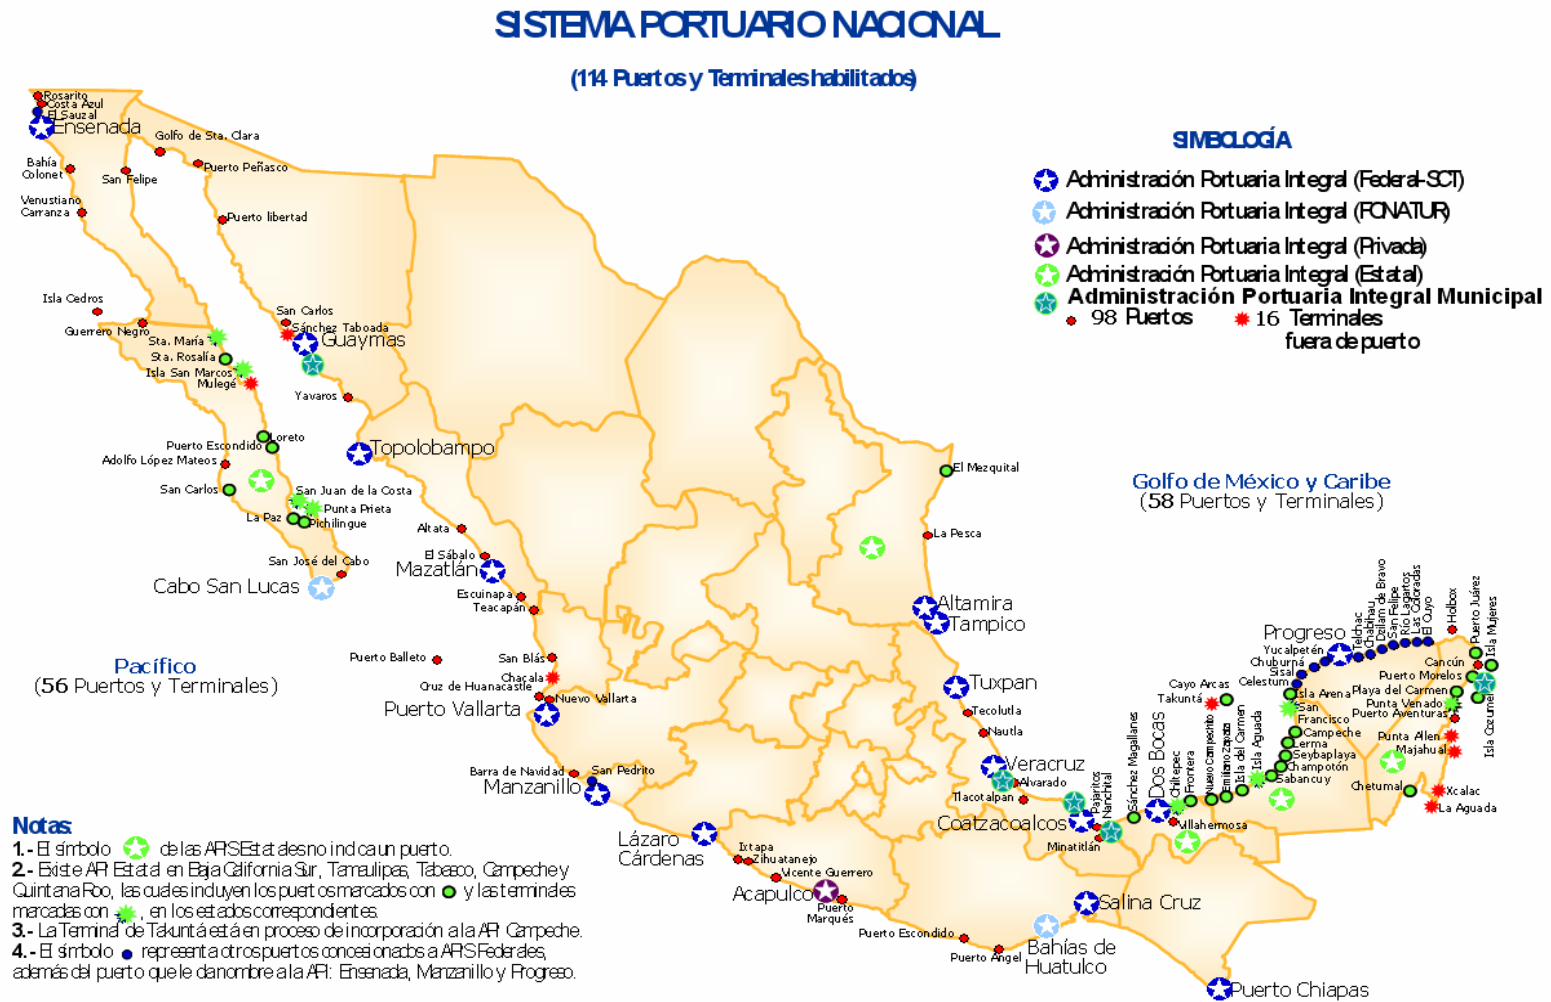 SISTEMA PORTUARIO NACIONAL
(114 Puertos y Terminales habilitados)
SIMBOLOGÍA
Administración Portuaria Integral (Federal-SCT)
Administración Portuaria Integral (FONATUR)
Administración Portuaria Integral (Privada)
Administración Portuaria Integral (Estatal)
Administración Portuaria Integral Municipal
98 Puertos
16 Terminales
fuera de puerto
Rosarito
Costa Azul
El Sauzal
Ensenada
Bahía
Colonet
Venustiano
Carranza
San Felipe
Golfo de Sta. Clara
Puerto Peñasco
Puerto libertad
Isla Cedros
Guerrero Negro
San Carlos
Sánchez Taboada
Guaymas
Sta. María
Sta. Rosalía
Isla San Marcos
Mulegé
Yavaros
Loreto
Puerto Escondido
Adolfo López Mateos
San Carlos
Topolobampo
San Juan de la Costa
Punta Prieta
La Paz
Pichilingue
San José del Cabo
Cabo San Lucas
Altata
El Sábalo
Mazatlán
Escuinapa
Teacapán
Pacífico
(56 Puertos y Terminales)
Puerto Balleto
San Blás
Chacala
Cruz de Huanacastle
Nuevo Vallarta
Puerto Vallarta
Barra de Navidad
San Pedrito
Manzanillo
Lázaro
Cárdenas
Ixtapa
Zihuatanejo
Vicente Guerrero
Acapulco
Puerto
Marqués
Puerto Escondido
Puerto Angel
Bahías de
Huatulco
Salina Cruz
Puerto Chiapas
El Mezquital
La Pesca
Altamira
Tampico
Tuxpan
Tecolutla
Nautla
Veracruz
Alvarado
Tlacotalpan
Coatzacoalcos
Pajaritos
Nanchital
Minatitlán
Sánchez Magallanes
Dos Bocas
Chiltepec
Frontera
Villahermosa
Nuevo Campechito
Emiliano Zapata
Isla del Carmen
Isla Aguada
Cayo Arcas
Takuntá
Golfo de México y Caribe
(58 Puertos y Terminales)
Progreso
Yucalpetén
Chuburná
Sisal
Celestum
Isla Arena
San
Francisco
Campeche
Lerma
Seybaplaya
Champotón
Sabancuy
Telchac
Chabihau
Dzilam de Bravo
San Felipe
Río Lagartos
Las Coloradas
El Cuyo
Holbox
Puerto Juárez
Isla Mujeres
Cancún
Puerto Morelos
Playa del Carmen
Punta Venado
Puerto Aventuras
Isla Cozumel
Punta Allen
Majahual
Chetumal
Xcalac
La Aguada
Notas:
1.- El símbolo de las API'S Estatales no indica un puerto.
2.- Existe API Estatal en Baja California Sur, Tamaulipas, Tabasco, Campeche y
Quintana Roo, las cuales incluyen los puertos marcados con y las terminales
marcadas con , en los estados correspondientes.
3.- La Terminal de Takuntá está en proceso de incorporación a la API Campeche.
4.- El símbolo representa otros puertos concesionados a API'S Federales,
además del puerto que le da nombre a la API: Ensenada, Manzanillo y Progreso.